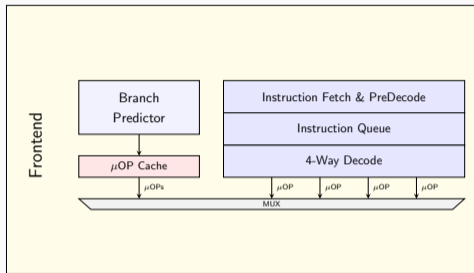 Frontend
Branch
Predictor
μOP Cache
μOPs
Instruction Fetch & PreDecode
Instruction Queue
4-Way Decode
μOP μOP μOP μOP
MUX